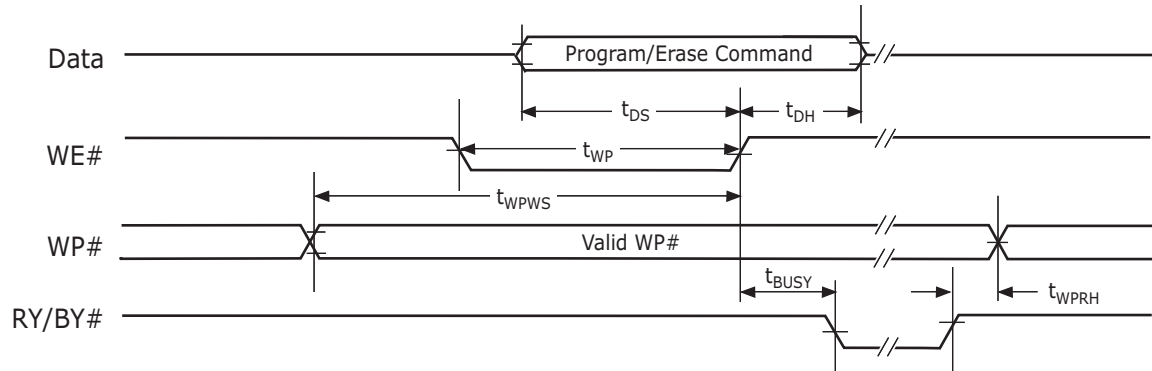 Data
Program/Erase Command
tDS
tDH
WE#
tWP
tWPWS
WP#
Valid WP#
tBUSY
tWPRH
RY/BY#